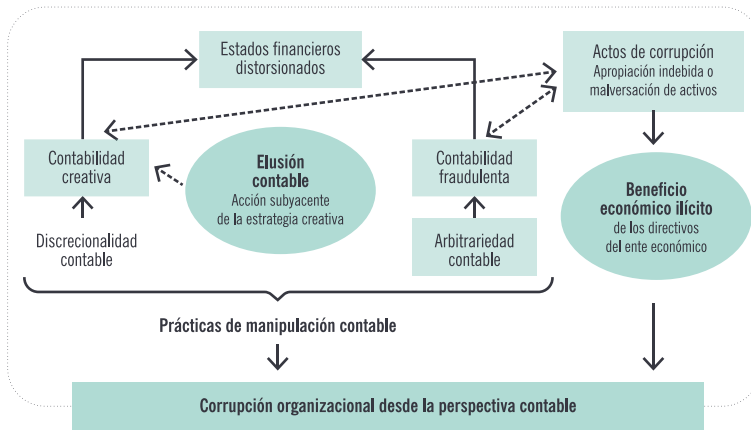 Estados financieros
distorsionados
Actos de corrupción
Apropiación indebida o
malversación de activos
Contabilidad
creativa
Elusión
contable
Acción subyacente
de la estrategia creativa
Contabilidad
fraudulenta
Beneficio
económico ilícito
de los directivos
del ente económico
Discrecionalidad
contable
Arbitrariedad
contable
Prácticas de manipulación contable
Corrupción organizacional desde la perspectiva contable